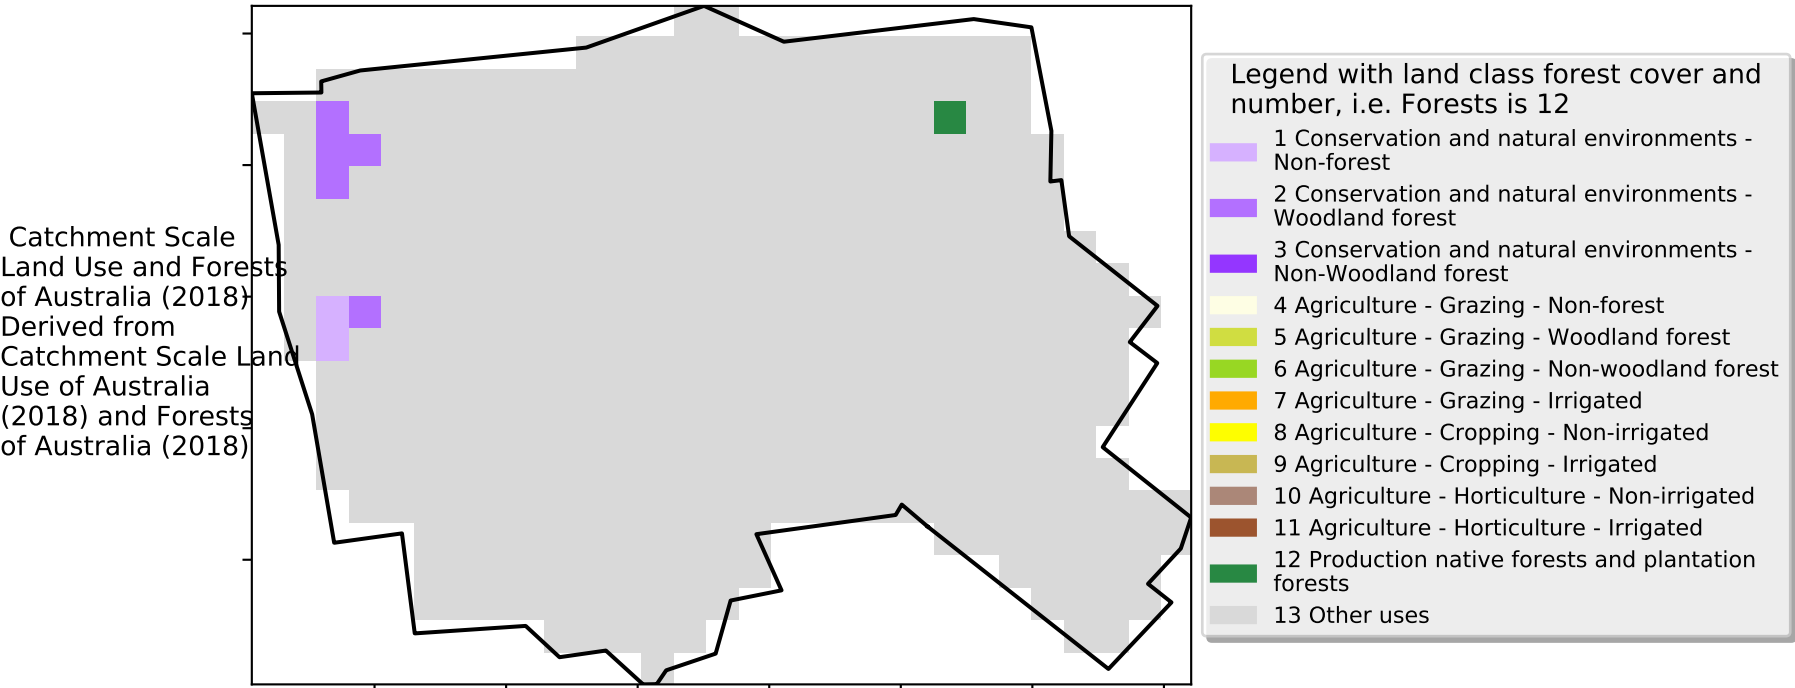 Catchment Scale
Land Use and Forests
of Australia (2018)
Derived from
Catchment Scale Land
Use of Australia
(2018) and Forests
of Australia (2018)
Legend with land class forest cover and
number, i.e. Forests is 12
1 Conservation and natural environments -
Non-forest
2 Conservation and natural environments -
Woodland forest
3 Conservation and natural environments -
Non-Woodland forest
4 Agriculture - Grazing - Non-forest
5 Agriculture - Grazing - Woodland forest
6 Agriculture - Grazing - Non-woodland forest
7 Agriculture - Grazing - Irrigated
8 Agriculture - Cropping - Non-irrigated
9 Agriculture - Cropping - Irrigated
10 Agriculture - Horticulture - Non-irrigated
11 Agriculture - Horticulture - Irrigated
12 Production native forests and plantation
forests
13 Other uses